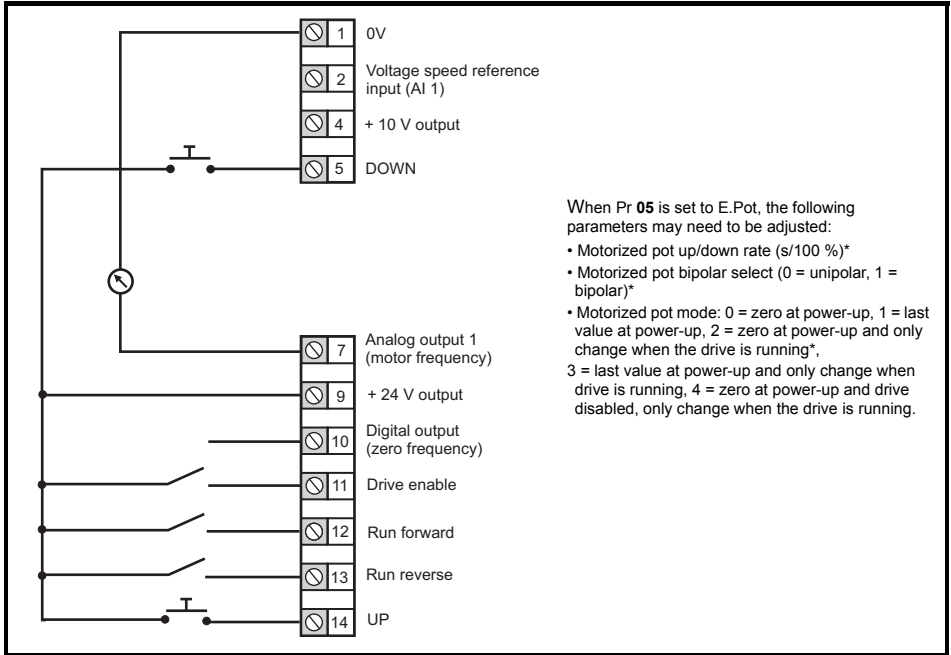 1 0V
2 Voltage speed reference
input (AI 1)
4 + 10 V output
5 DOWN
7 Analog output 1
(motor frequency)
9 + 24 V output
10 Digital output
(zero frequency)
11 Drive enable
12 Run forward
13 Run reverse
14 UP
When Pr 05 is set to E.Pot, the following
parameters may need to be adjusted:
• Motorized pot up/down rate (s/100 %)*
• Motorized pot bipolar select (0 = unipolar, 1 =
bipolar)*
• Motorized pot mode: 0 = zero at power-up, 1 = last
value at power-up, 2 = zero at power-up and only
change when the drive is running*,
3 = last value at power-up and only change when
drive is running, 4 = zero at power-up and drive
disabled, only change when the drive is running.